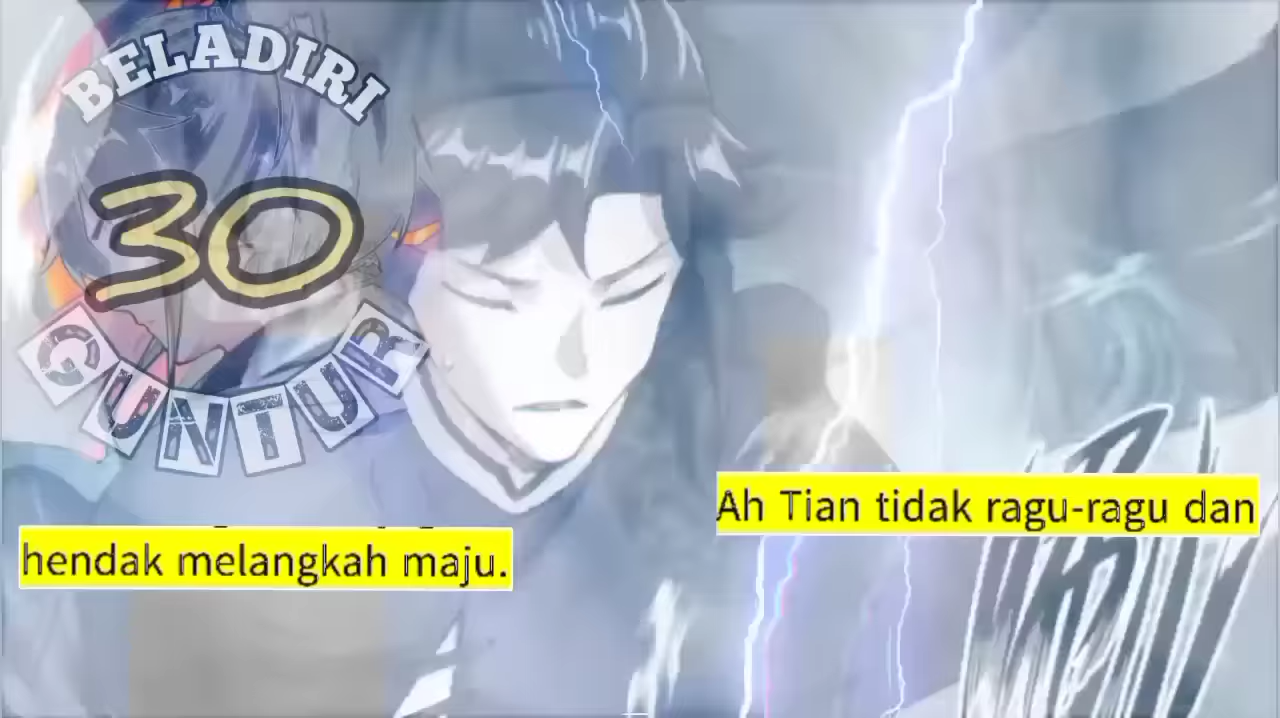 BELADIRI
30
GUNTUR
Ah Tian tidak ragu-ragu dan
hendak melangkah maju.